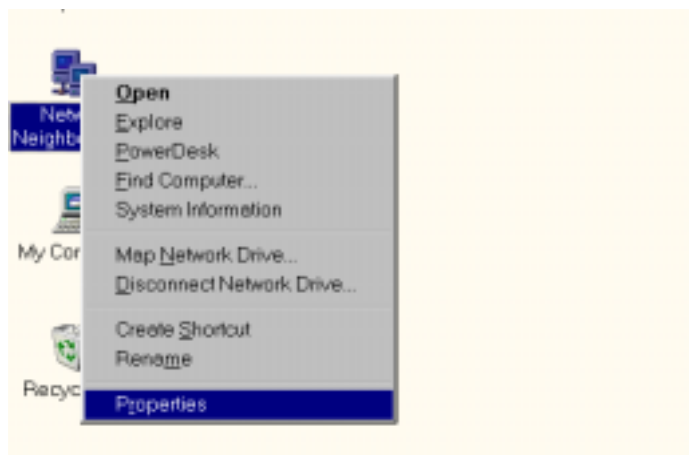 Open
Netw
Neighb
Explore
PowerDesk
Find Computer...
System Information
My Cor
Map Network Drive...
Disconnect Network Drive...
Create Shortcut
Rename
Recyc
Properties